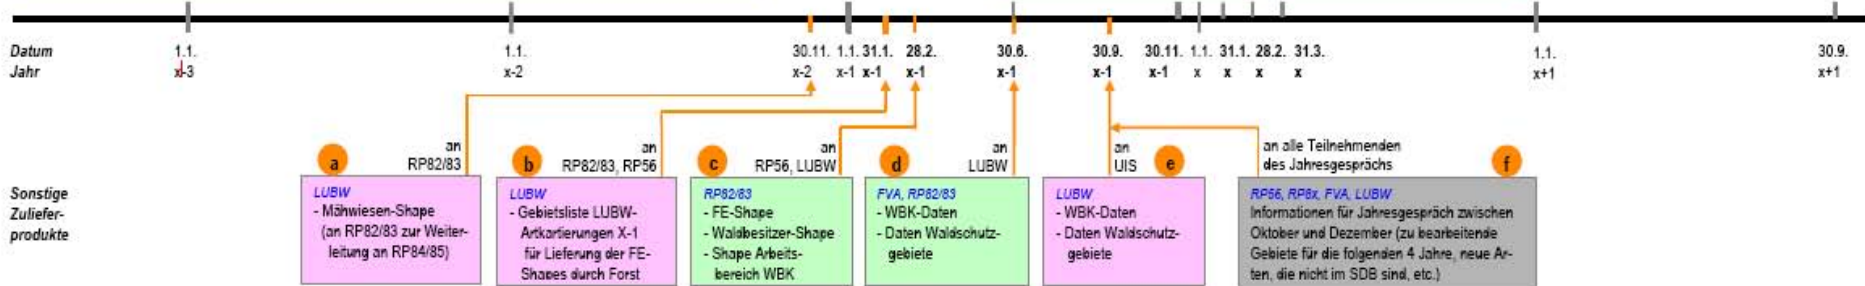 Datum 1.1. 1.1. 30.11. 1.1. 31.1. 28.2. 30.6. 30.9. 30.11. 1.1. 31.1. 28.2. 31.3. 1.1. 30.9.
Jahr x-3 x-2 x-2 x-1 x-1 x-1 x-1 x-1 x-1 x x x x x+1 x+1
a
an
RP82/83
b
an
RP82/83, RP56
c
an
RP56, LUBW
d
an
LUBW
an
UIS
e
an alle Teilnehmenden
des Jahresgesprächs
f
Sonstige
Zuliefer-
produkte
LUBW
- Mähwiesen-Shape
(an RP82/83 zur Weiter-
leitung an RP84/85)
LUBW
- Gebietsliste LUBW-
Artkartierungen X-1
für Lieferung der FE-
Shapes durch Forst
RP82/83
- FE-Shape
- Waldbesitzer-Shape
- Shape Arbeits-
bereich WBK
FVA, RP82/83
- WBK-Daten
- Daten Waldschutz-
gebiete
LUBW
- WBK-Daten
- Daten Waldschutz-
gebiete
RP56, RP8x, FVA, LUBW
Informationen für Jahresgespräch zwischen
Oktober und Dezember (zu bearbeitende
Gebiete für die folgenden 4 Jahre, neue Ar-
ten, die nicht im SDB sind, etc.)